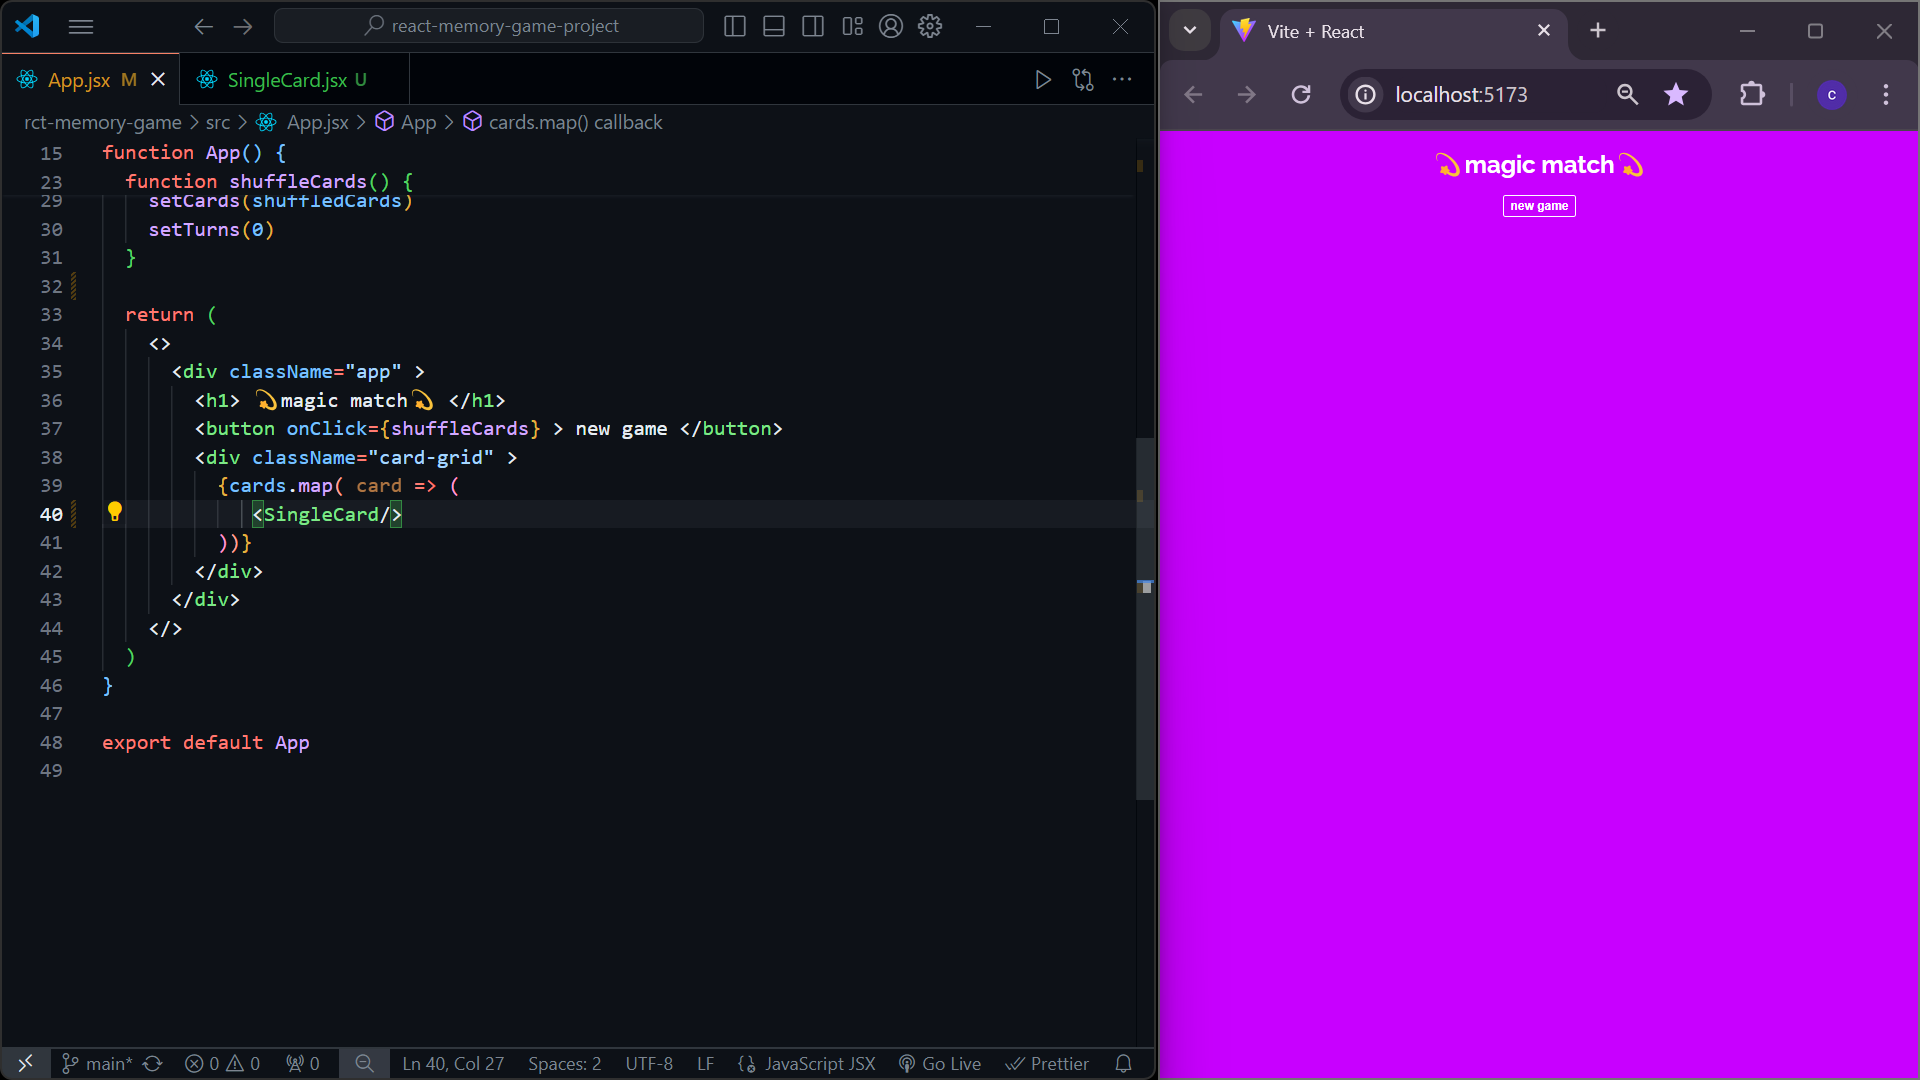 react-memory-game-project
App.jsx M
SingleCard.jsx U
rct-memory-game > src > App.jsx > App > cards.map() callback
15 function App() {
23 function shuffleCards() {
29 setCards(shuffledCards)
30 setTurns(0)
31 }
32
33 return (
34 <>
35 <div className="app" >
36 <h1> 💫magic match💫 </h1>
37 <button onClick={shuffleCards} > new game </button>
38 <div className="card-grid" >
39 {cards.map( card => (
40 <SingleCard/>
41 ))}
42 </div>
43 </div>
44 </>
45 )
46 }
47
48 export default App
49
main* 0 0 0 Ln 40, Col 27 Spaces: 2 UTF-8 LF JavaScript JSX Go Live Prettier
Vite + React
localhost:5173
c
💫magic match💫
new game